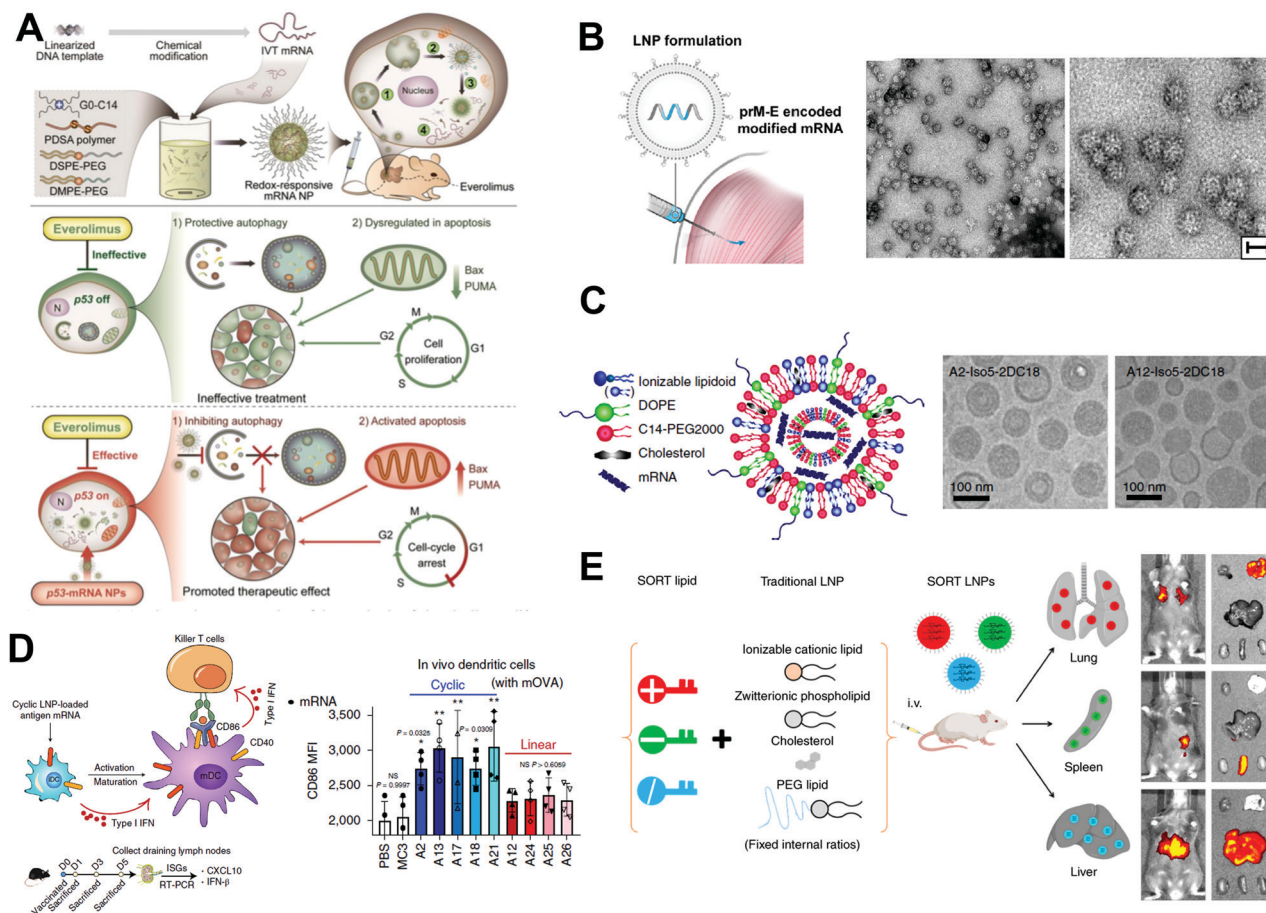 A
Linearized
DNA template
Chemical
modification
IVT mRNA
G0-C14
PDSA polymer
S
S
DSPE-PEG
DMPE-PEG
Redox-responsive
mRNA NP
Nucleus
1
2
3
4
Everolimus
Everolimus
Ineffective
p53 off
N
1) Protective autophagy
2) Dysregulated in apoptosis
Bax
PUMA
M
G2
G1
S
Cell
proliferation
Ineffective treatment
Everolimus
Effective
p53 on
N
p53-mRNA NPs
1) Inhibiting autophagy
2) Activated apoptosis
Bax
PUMA
M
G2
G1
S
Cell-cycle
arrest
Promoted therapeutic effect
B
LNP formulation
prM-E encoded
modified mRNA
C
Ionizable lipidoid
DOPE
C14-PEG2000
Cholesterol
mRNA
A2-Iso5-2DC18
100 nm
A12-Iso5-2DC18
100 nm
D
Killer T cells
Cyclic LNP-loaded
antigen mRNA
iDC
Activation
Maturation
Type I IFN
mDC
CD86
CD40
Type I IFN
Collect draining lymph nodes
D0
D1
D3
D5
Vaccinated
Sacrificed
Sacrificed
Sacrificed
ISGs
RT-PCR
· CXCL10
· IFN-β
mRNA
In vivo dendritic cells
(with mOVA)
Cyclic
Linear
CD86 MFI
3,500
3,000
2,500
2,000
NS
P = 0.9997
P = 0.0325
*
**
**
P = 0.0309
*
**
NS P > 0.6089
PBS
MC3
A2
A13
A17
A18
A21
A12
A24
A25
A26
E
SORT lipid
Traditional LNP
SORT LNPs
Ionizable cationic lipid
Zwitterionic phospholipid
Cholesterol
PEG lipid
(Fixed internal ratios)
i.v.
Lung
Spleen
Liver